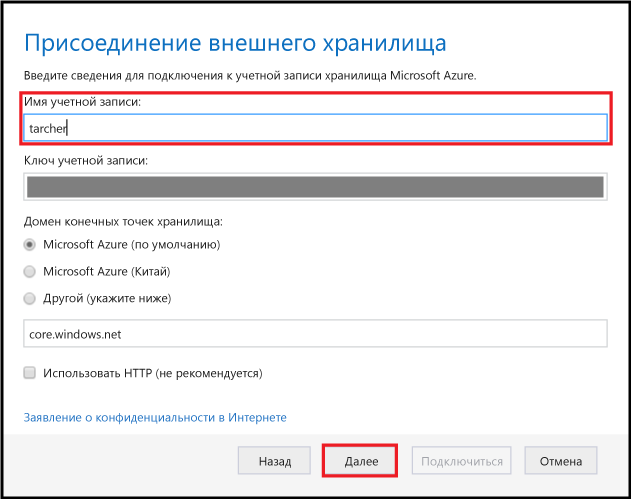 Присоединение внешнего хранилища
Введите сведения для подключения к учетной записи хранилища Microsoft Azure.
Имя учетной записи:
tarcher
Ключ учетной записи:
Домен конечных точек хранилища:
Microsoft Azure (по умолчанию)
Microsoft Azure (Китай)
Другой (укажите ниже)
core.windows.net
Использовать HTTP (не рекомендуется)
Заявление о конфиденциальности в Интернете
Назад Далее Подключиться Отмена